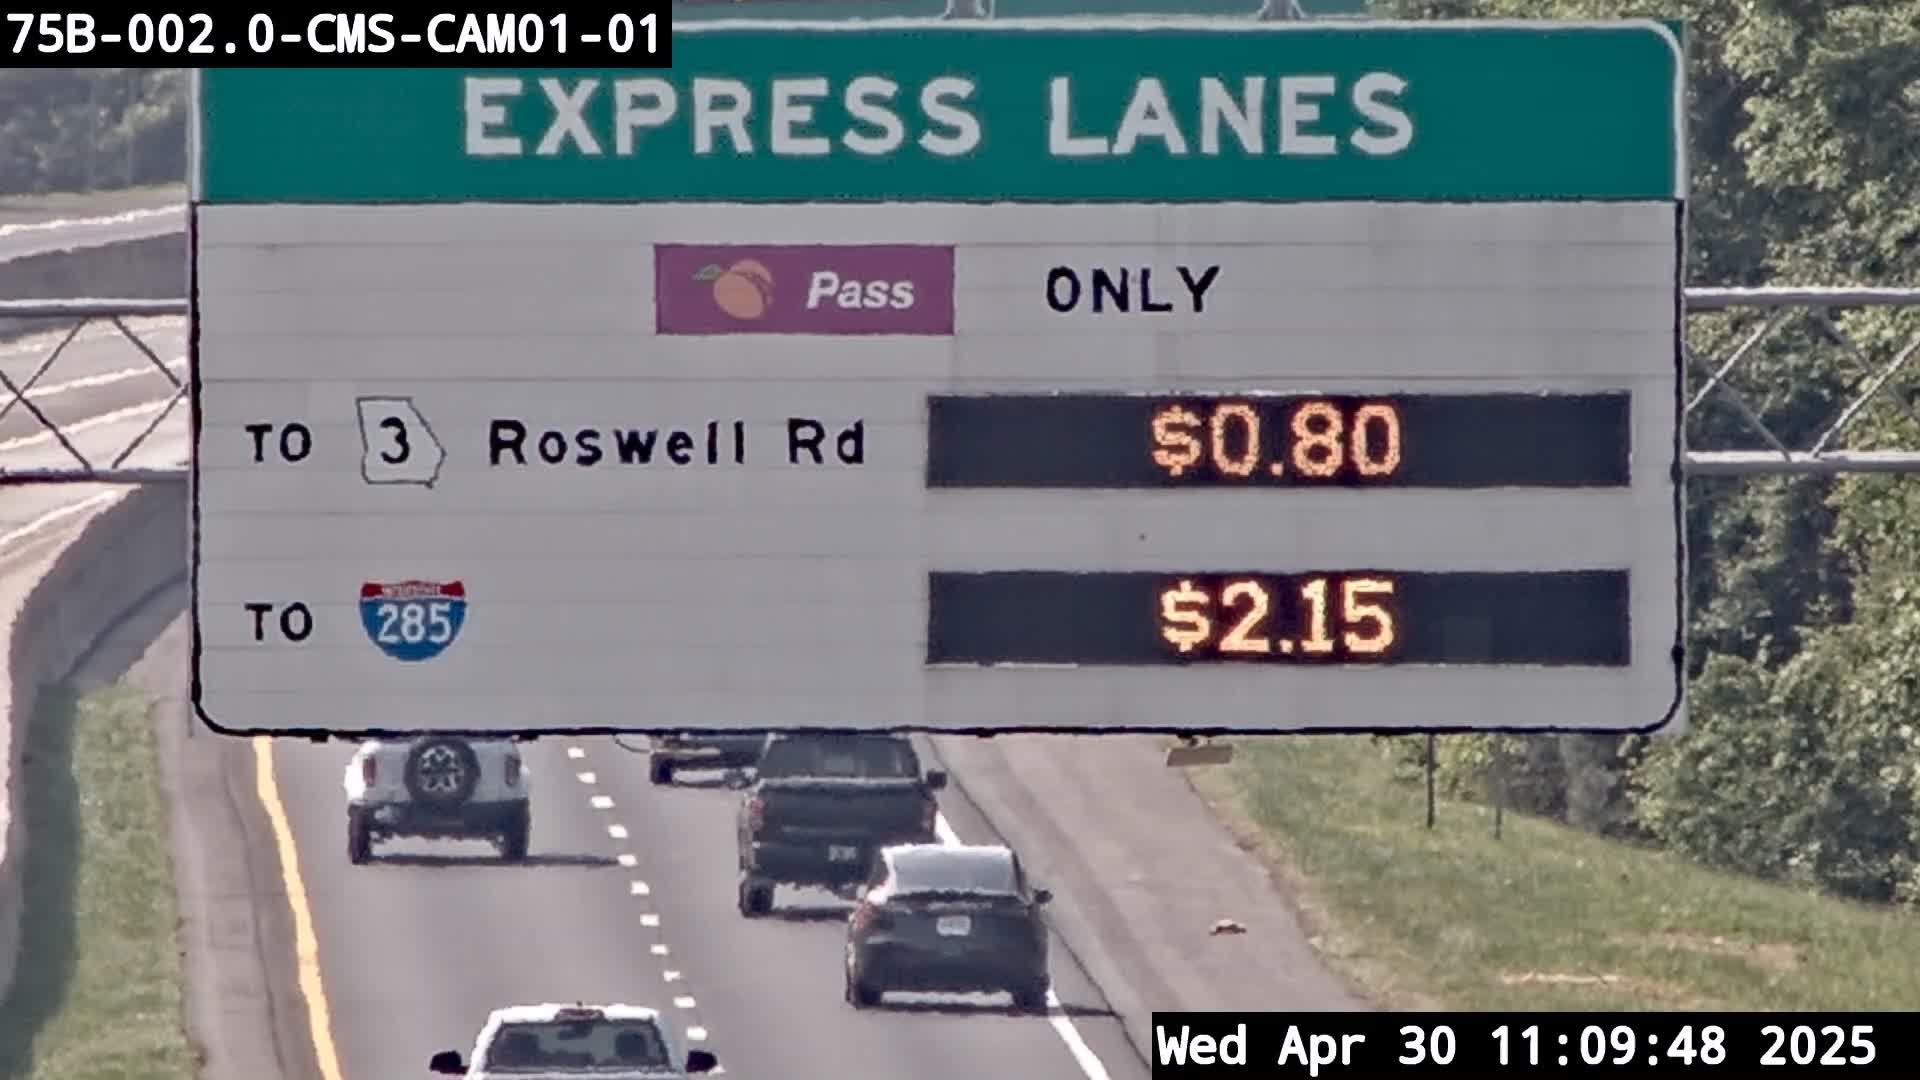 75B-002.0-CMS-CAM01-01
EXPRESS LANES
Pass ONLY
TO 3 Roswell Rd $0.80
TO INTERSTATE 285 $2.15
Wed Apr 30 11:09:48 2025